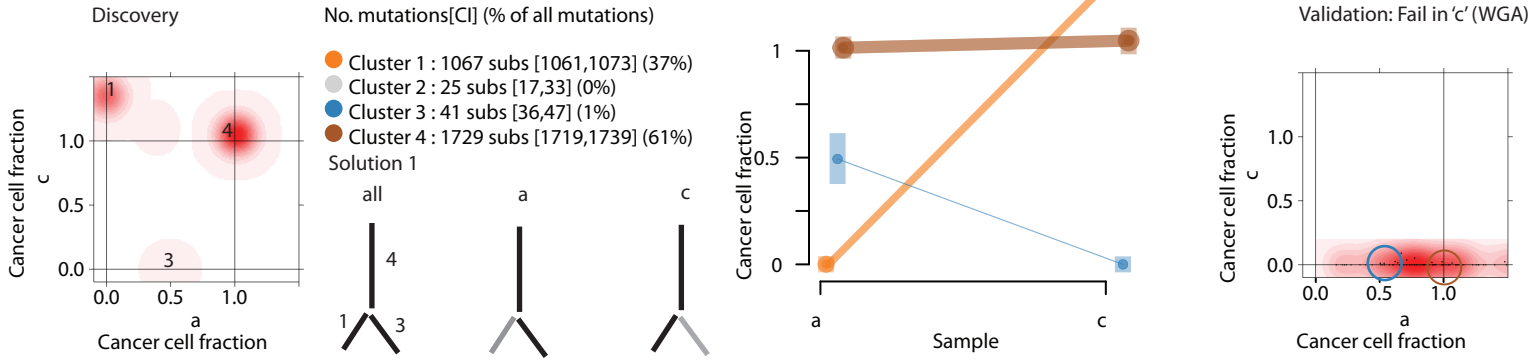 Discovery
1
4
3
1.0
0.5
0.0
0.0
0.5
1.0
a
Cancer cell fraction
Cancer cell fraction
c
No. mutations[CI] (% of all mutations)
Cluster 1 : 1067 subs [1061,1073] (37%)
Cluster 2 : 25 subs [17,33] (0%)
Cluster 3 : 41 subs [36,47] (1%)
Cluster 4 : 1729 subs [1719,1739] (61%)
Solution 1
all
a
c
4
1
3
Cancer cell fraction
1
0.5
0
a
c
Sample
Validation: Fail in ‘c’ (WGA)
Cancer cell fraction
c
1.0
0.5
0.0
0.0
0.5
1.0
a
Cancer cell fraction